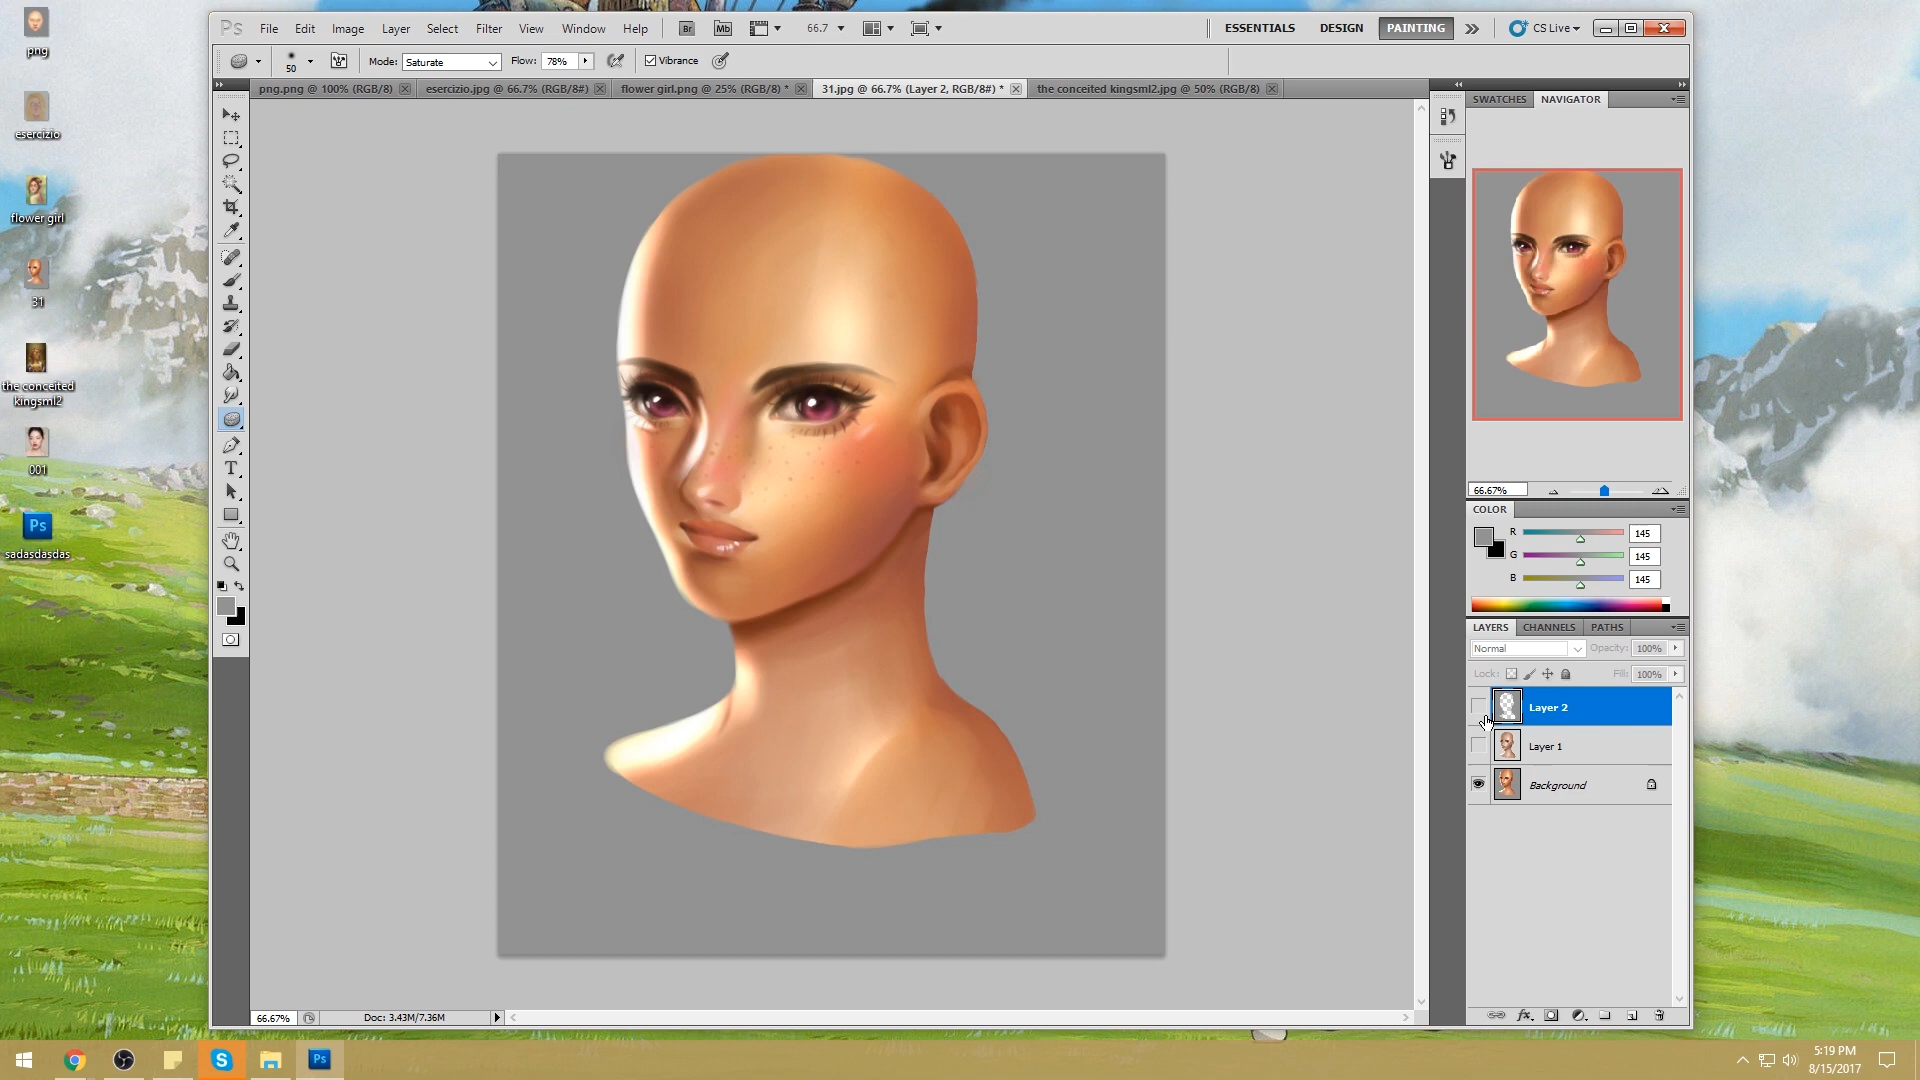 png
esercizio
flower girl
31
the conceited
kingsml2
001
Ps
sadasdasdas
Ps File Edit Image Layer Select Filter View Window Help Br Mb 66.7 ESSENTIALS DESIGN PAINTING CS Live
50 Mode: Saturate Flow: 78% Vibrance
png.png @ 100% (RGB/8) esercizio.jpg @ 66.7% (RGB/8#) flower girl.png @ 25% (RGB/8) * 31.jpg @ 66.7% (Layer 2, RGB/8#) * the conceited kingsml2.jpg @ 50% (RGB/8)
T
SWATCHES NAVIGATOR
66.67%
COLOR
R 145
G 145
B 145
LAYERS CHANNELS PATHS
Normal Opacity: 100%
Lock: Fill: 100%
Layer 2
Layer 1
Background
fx
66.67% Doc: 3.43M/7.36M
S Ps
5:19 PM
8/15/2017